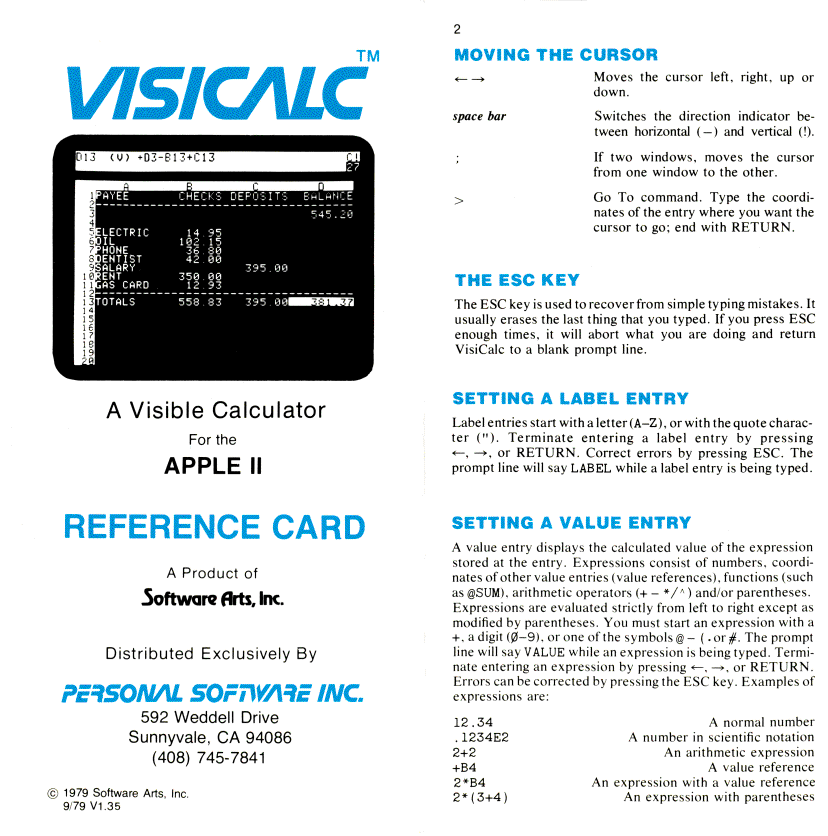 VISICALC™
D13 (V) +D3-B13+C13 C!
27
A B C D
1 PAYEE CHECKS DEPOSITS BALANCE
2
3 545.20
4
5 ELECTRIC 14.95
6 OIL 102.15
7 PHONE 36.80
8 DENTIST 42.00
9 SALARY 395.00
10 RENT 350.00
11 GAS CARD 12.93
12
13 TOTALS 558.83 395.00 381.37
14
15
16
17
18
19
20
A Visible Calculator
For the
APPLE II
REFERENCE CARD
A Product of
Software Arts, Inc.
Distributed Exclusively By
PERSONAL SOFTWARE INC.
592 Weddell Drive
Sunnyvale, CA 94086
(408) 745-7841
© 1979 Software Arts, Inc.
9/79 V1.35
2
MOVING THE CURSOR
← → Moves the cursor left, right, up or
down.
space bar Switches the direction indicator be-
tween horizontal (–) and vertical (!).
; If two windows, moves the cursor
from one window to the other.
> Go To command. Type the coordi-
nates of the entry where you want the
cursor to go; end with RETURN.
THE ESC KEY
The ESC key is used to recover from simple typing mistakes. It
usually erases the last thing that you typed. If you press ESC
enough times, it will abort what you are doing and return
VisiCalc to a blank prompt line.
SETTING A LABEL ENTRY
Label entries start with a letter (A–Z), or with the quote charac-
ter ("). Terminate entering a label entry by pressing
←, →, or RETURN. Correct errors by pressing ESC. The
prompt line will say LABEL while a label entry is being typed.
SETTING A VALUE ENTRY
A value entry displays the calculated value of the expression
stored at the entry. Expressions consist of numbers, coordi-
nates of other value entries (value references), functions (such
as @SUM), arithmetic operators (+ – */^) and/or parentheses.
Expressions are evaluated strictly from left to right except as
modified by parentheses. You must start an expression with a
+, a digit (0–9), or one of the symbols @ – ( . or #. The prompt
line will say VALUE while an expression is being typed. Termi-
nate entering an expression by pressing ←, →, or RETURN.
Errors can be corrected by pressing the ESC key. Examples of
expressions are:
12.34 A normal number
.1234E2 A number in scientific notation
2+2 An arithmetic expression
+B4 A value reference
2*B4 An expression with a value reference
2*(3+4) An expression with parentheses